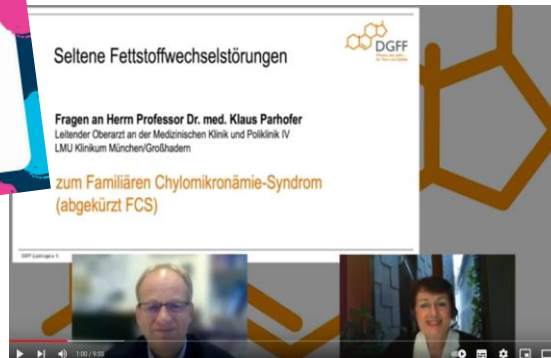 DGFF
Seltene Fettstoffwechselstörungen
Fragen an Herrn Professor Dr. med. Klaus Parhofer
Leitender Oberarzt an der Medizinischen Klinik und Poliklinik IV
LMU Klinikum München/Großhadern
zum Familiären Chylomikronämie-Syndrom
(abgekürzt FCS)
1:00 / 9:55